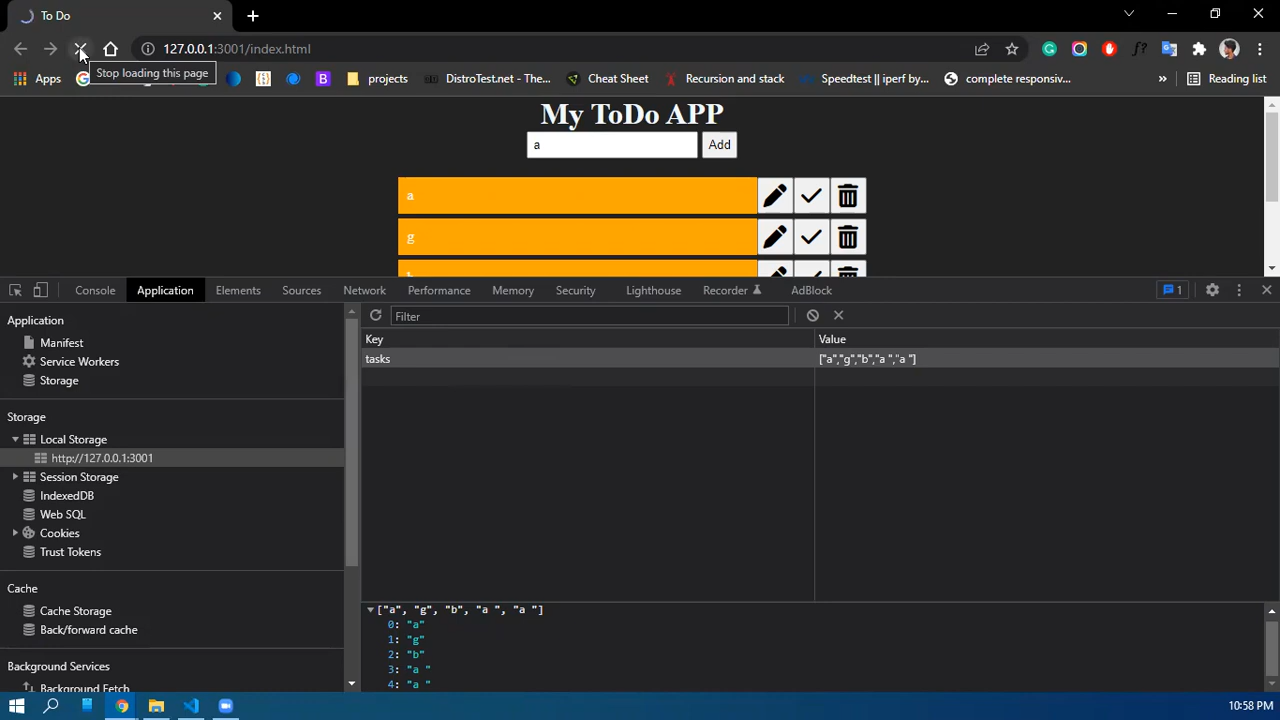 To Do
127.0.0.1:3001/index.html
Stop loading this page
Apps
projects
DistroTest.net - The...
Cheat Sheet
Recursion and stack
Speedtest || iperf by...
complete responsiv...
»
Reading list
My ToDo APP
a
Add
a
g
Console
Application
Elements
Sources
Network
Performance
Memory
Security
Lighthouse
Recorder
AdBlock
1
Application
Manifest
Service Workers
Storage
Storage
Local Storage
http://127.0.0.1:3001
Session Storage
IndexedDB
Web SQL
Cookies
Trust Tokens
Cache
Cache Storage
Back/forward cache
Background Services
Background Fetch
Filter
Key
Value
tasks
["a","g","b","a ","a "]
["a", "g", "b", "a ", "a "]
0: "a"
1: "g"
2: "b"
3: "a "
4: "a "
10:58 PM